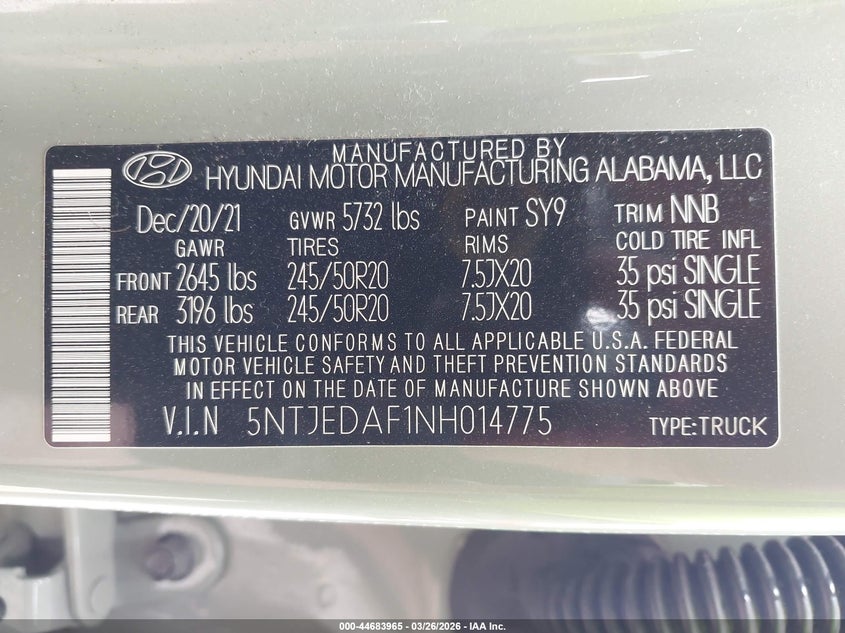 MANUFACTURED BY
HYUNDAI MOTOR MANUFACTURING ALABAMA, LLC
Dec/20/21 GVWR 5732 lbs PAINT SY9 TRIM NNB
GAWR TIRES RIMS COLD TIRE INFL
FRONT 2645 lbs 245/50R20 7.5JX20 35 psi SINGLE
REAR 3196 lbs 245/50R20 7.5JX20 35 psi SINGLE
THIS VEHICLE CONFORMS TO ALL APPLICABLE U.S.A. FEDERAL
MOTOR VEHICLE SAFETY AND THEFT PREVENTION STANDARDS
IN EFFECT ON THE DATE OF MANUFACTURE SHOWN ABOVE
V.I.N 5NTJEDAF1NH014775 TYPE:TRUCK
000-44683965 - 03/26/2026 - IAA Inc.